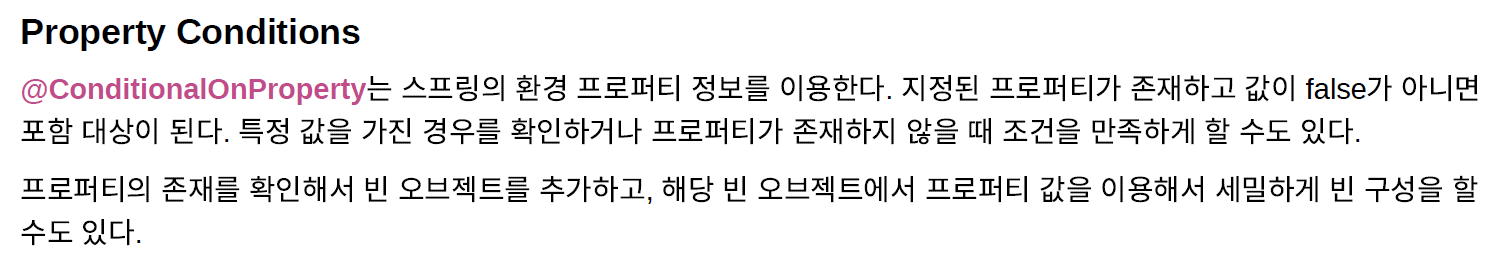 Property Conditions
@ConditionalOnProperty는 스프링의 환경 프로퍼티 정보를 이용한다. 지정된 프로퍼티가 존재하고 값이 false가 아니면
포함 대상이 된다. 특정 값을 가진 경우를 확인하거나 프로퍼티가 존재하지 않을 때 조건을 만족하게 할 수도 있다.
프로퍼티의 존재를 확인해서 빈 오브젝트를 추가하고, 해당 빈 오브젝트에서 프로퍼티 값을 이용해서 세밀하게 빈 구성을 할
수도 있다.